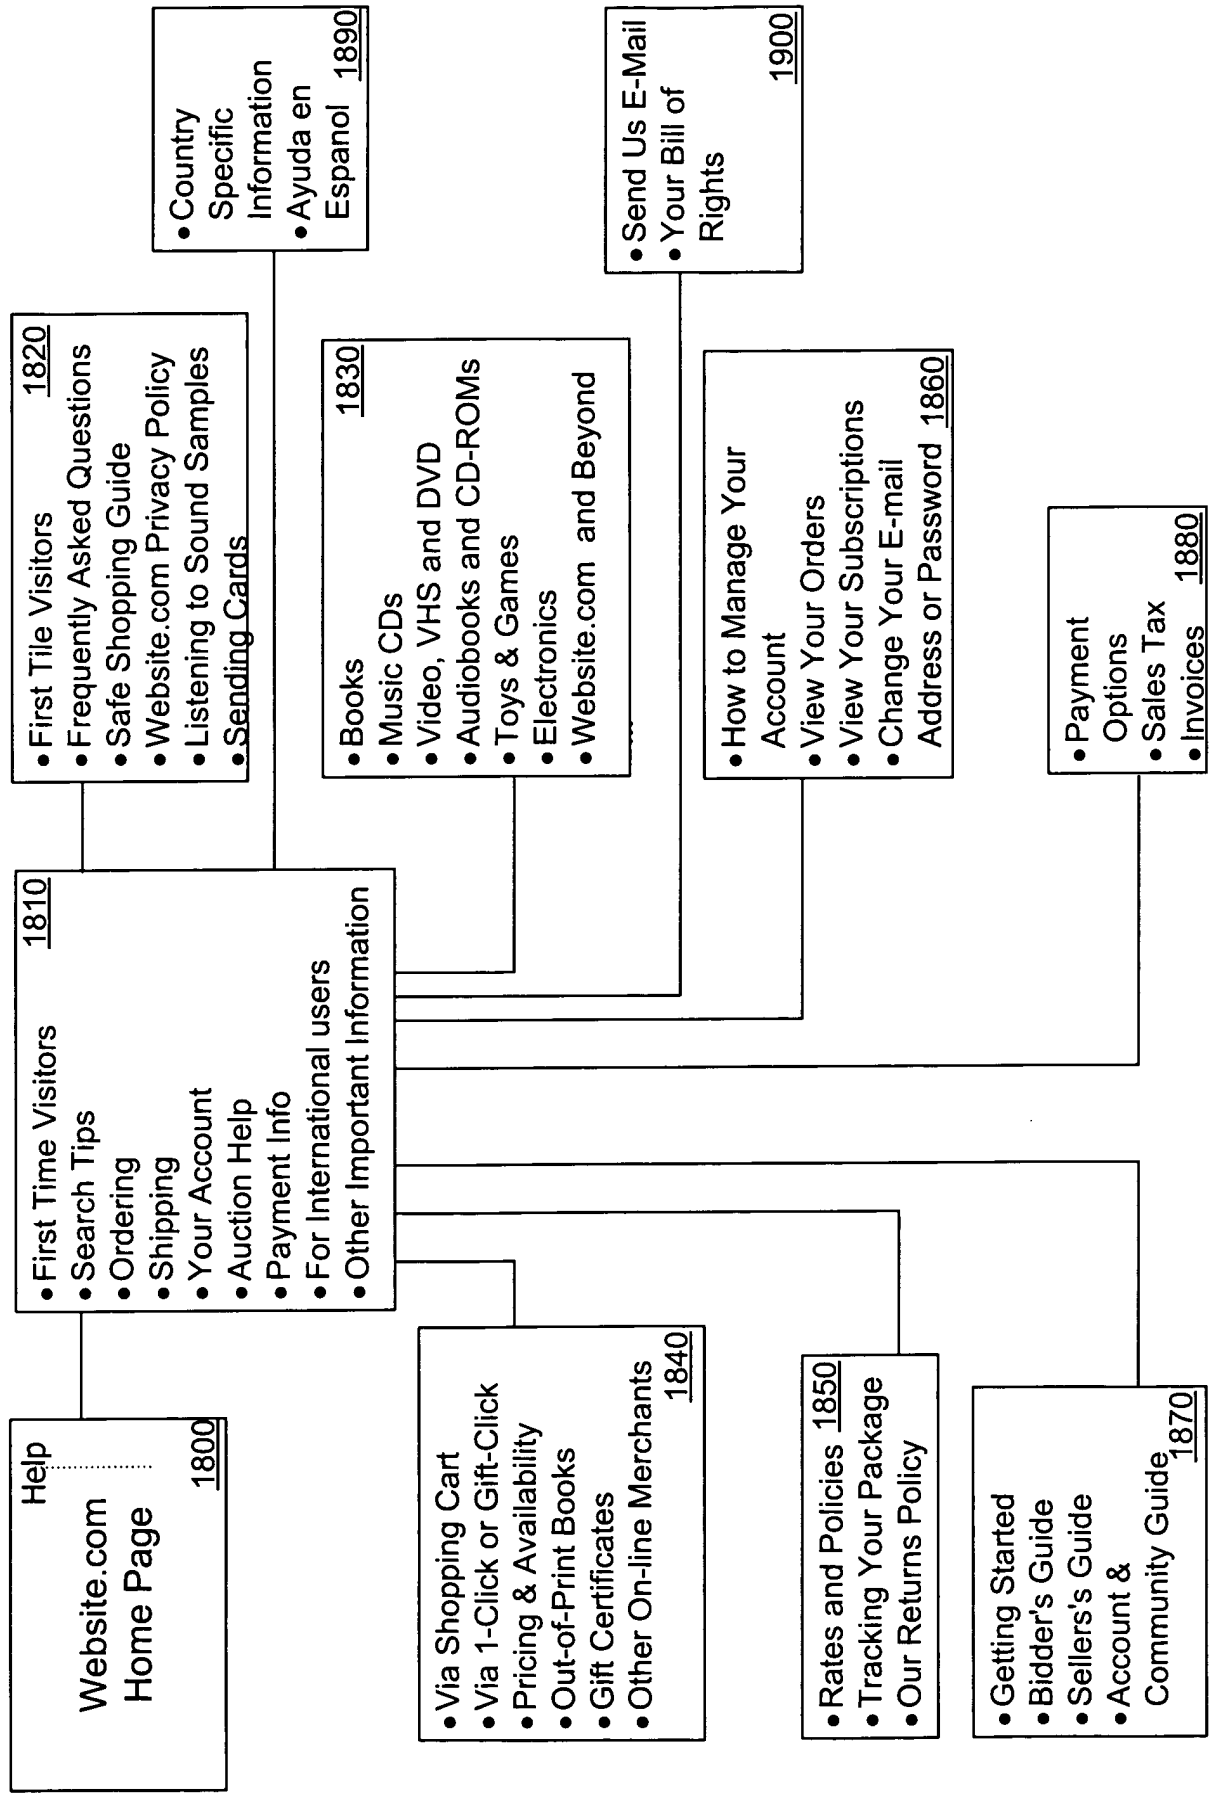 Help
Website.com
Home Page
1800
1810
• First Time Visitors
• Search Tips
• Ordering
• Shipping
• Your Account
• Auction Help
• Payment Info
• For International users
• Other Important Information
• First Tile Visitors
1820
• Frequently Asked Questions
• Safe Shopping Guide
• Website.com Privacy Policy
• Listening to Sound Samples
• Sending Cards
• Country
Specific
Information
• Ayuda en
Espanol 1890
• Books 1830
• Music CDs
• Video, VHS and DVD
• Audiobooks and CD-ROMs
• Toys & Games
• Electronics
• Website.com and Beyond
• Send Us E-Mail
• Your Bill of
Rights
1900
• Via Shopping Cart
• Via 1-Click or Gift-Click
• Pricing & Availability
• Out-of-Print Books
• Gift Certificates
• Other On-line Merchants
1840
• How to Manage Your
Account
• View Your Orders
• View Your Subscriptions
• Change Your E-mail
Address or Password 1860
• Rates and Policies 1850
• Tracking Your Package
• Our Returns Policy
• Getting Started
• Bidder's Guide
• Sellers's Guide
• Account &
Community Guide
1870
• Payment
Options
• Sales Tax
• Invoices 1880